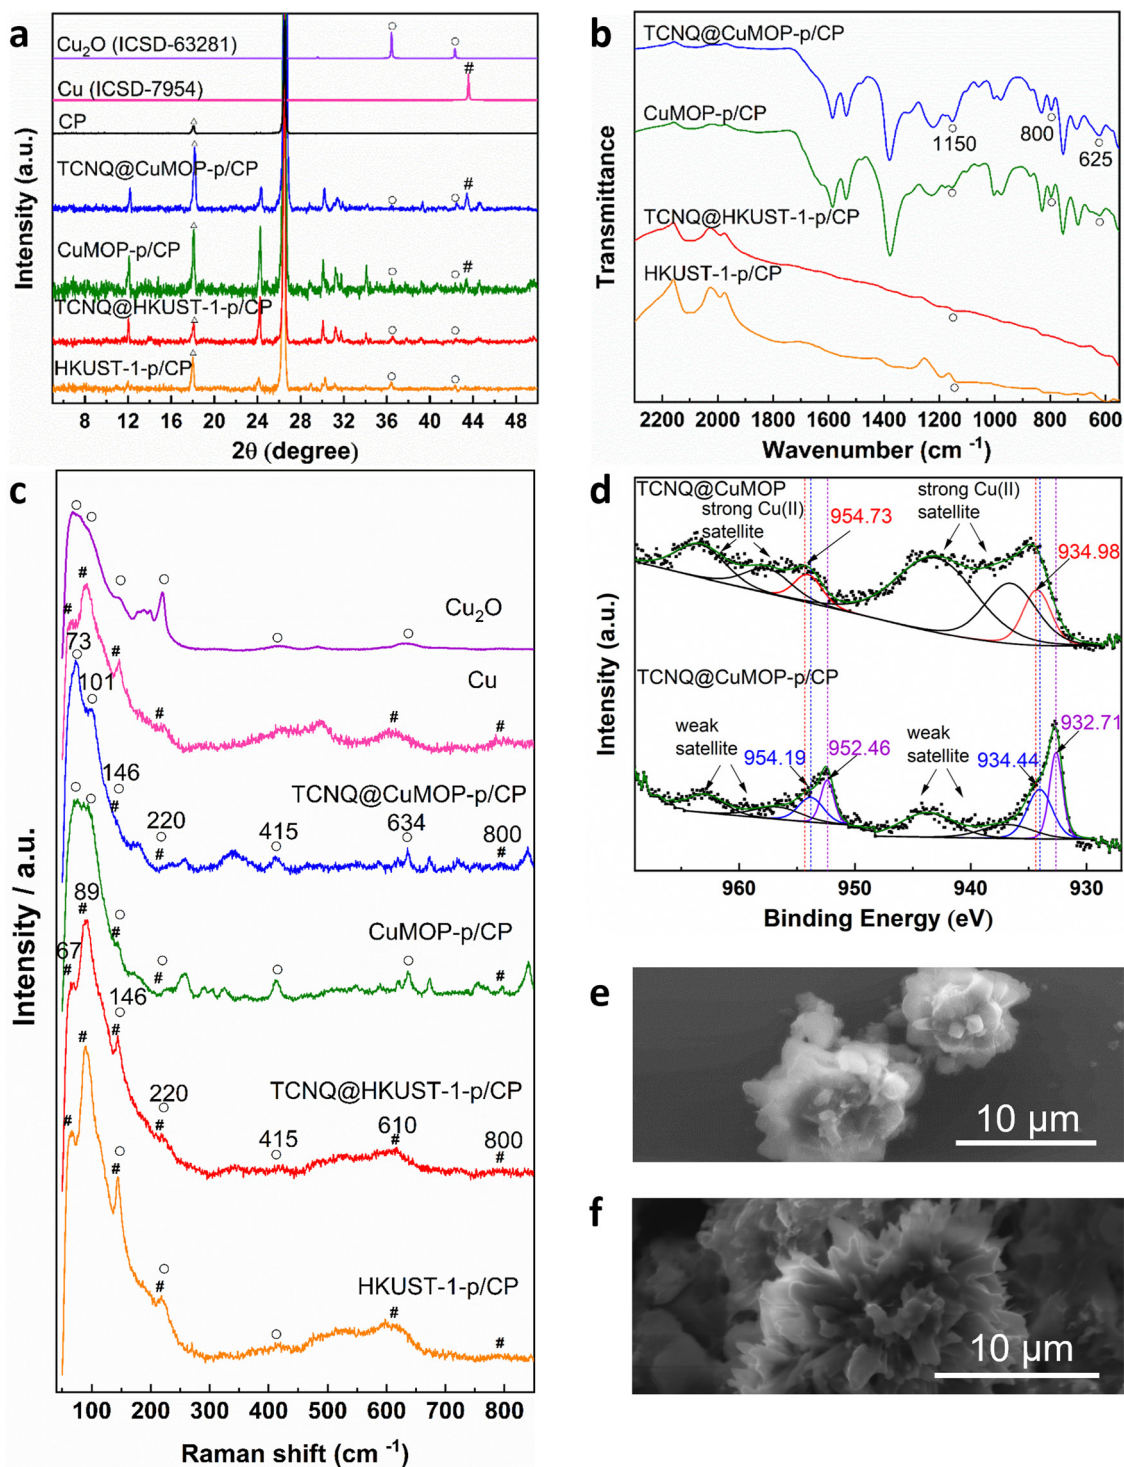 a
Cu2O (ICSD-63281)
○
○
#
Cu (ICSD-7954)
CP
△
△
TCNQ@CuMOP-p/CP
○
○
#
△
CuMOP-p/CP
○
○
#
TCNQ@HKUST-1-p/CP
△
○
○
△
HKUST-1-p/CP
○
○
Intensity (a.u.)
8 12 16 20 24 28 32 36 40 44 48
2θ (degree)
b
TCNQ@CuMOP-p/CP
CuMOP-p/CP
○
1150
○
800
○
625
○
○
○
TCNQ@HKUST-1-p/CP
HKUST-1-p/CP
○
○
Transmittance
2200 2000 1800 1600 1400 1200 1000 800 600
Wavenumber (cm -1)
c
○ ○ ○ ○ ○ ○
Cu2O
# # # # # #
Cu
73
○
101
○
146
○
#
220
○
#
TCNQ@CuMOP-p/CP
415
○
634
○
800
#
○ ○ ○ ○ ○ ○
# # #
CuMOP-p/CP
67
#
89
#
146
○
#
220
○
#
TCNQ@HKUST-1-p/CP
415
○
610
#
800
#
# # # # # #
○ ○ ○
HKUST-1-p/CP
Intensity / a.u.
100 200 300 400 500 600 700 800
Raman shift (cm -1)
d
TCNQ@CuMOP
strong Cu(II)
satellite
954.73
strong Cu(II)
satellite
934.98
TCNQ@CuMOP-p/CP
weak
satellite
954.19
952.46
weak
satellite
934.44
932.71
Intensity (a.u.)
960 950 940 930
Binding Energy (eV)
e
10 µm
f
10 µm